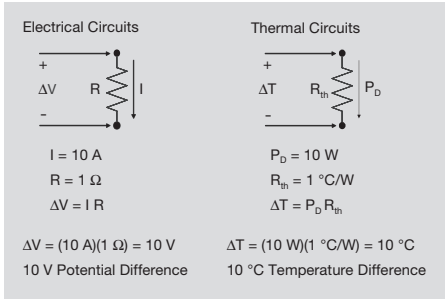 Electrical Circuits
+
ΔV R I
-
I = 10 A
R = 1 Ω
ΔV = I R
ΔV = (10 A)(1 Ω) = 10 V
10 V Potential Difference
Thermal Circuits
+
ΔT Rth PD
-
PD = 10 W
Rth = 1 °C/W
ΔT = PD Rth
ΔT = (10 W)(1 °C/W) = 10 °C
10 °C Temperature Difference